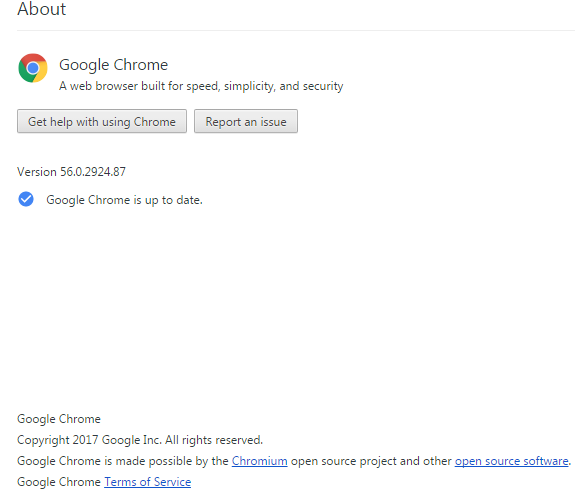 About
Google Chrome
A web browser built for speed, simplicity, and security
Get help with using Chrome Report an issue
Version 56.0.2924.87
Google Chrome is up to date.
Google Chrome
Copyright 2017 Google Inc. All rights reserved.
Google Chrome is made possible by the Chromium open source project and other open source software.
Google Chrome Terms of Service